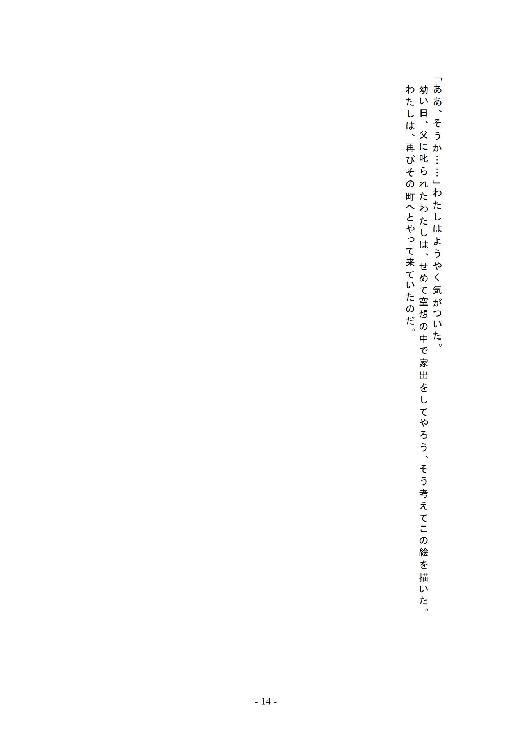 「ああ、そうか……」わたしはようやく気がついた。
幼い日、父に叱られたわたしは、せめて空想の中で家出をしてやろう、そう考えてこの絵を描いた。
わたしは、再びその町へとやって来ていたのだ。
- 14 -